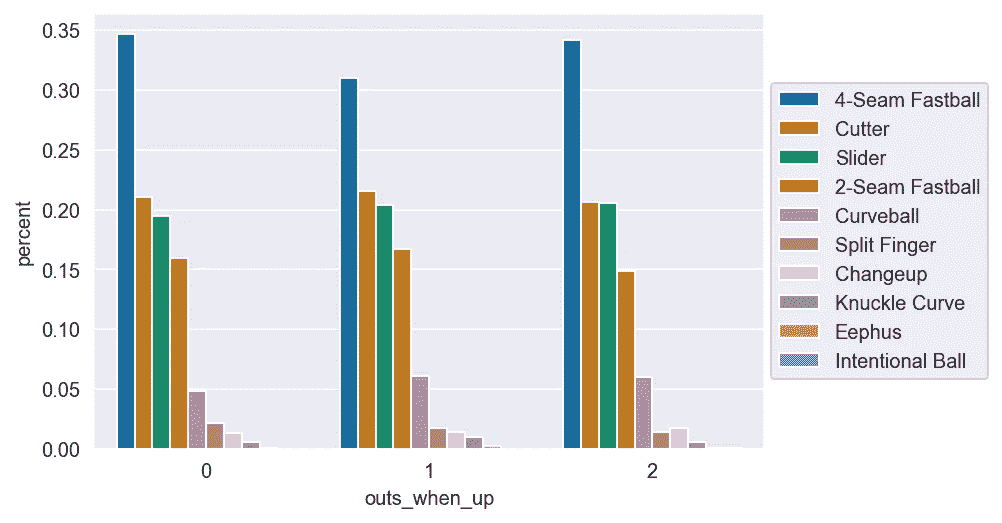 0.35
0.30
0.25
0.20
0.15
0.10
0.05
0.00
percent
0
1
2
outs_when_up
4-Seam Fastball
Cutter
Slider
2-Seam Fastball
Curveball
Split Finger
Changeup
Knuckle Curve
Eephus
Intentional Ball